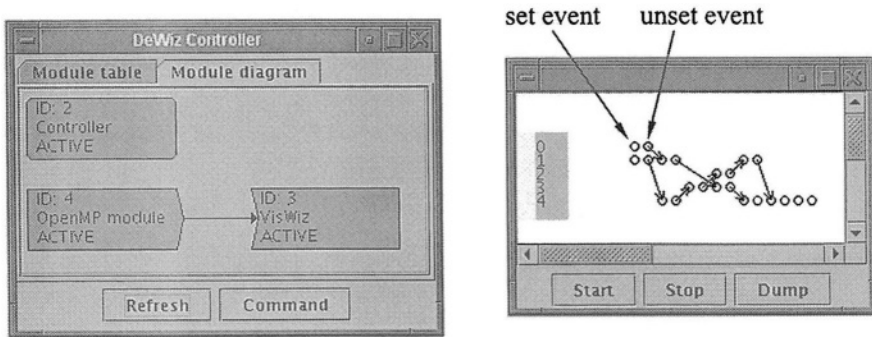 DeWiz Controller
Module table
Module diagram
ID: 2
Controller
ACTIVE
ID: 4
OpenMP module
ACTIVE
ID: 3
VisWiz
ACTIVE
Refresh
Command
set event
unset event
0
1
2
3
4
Start
Stop
Dump